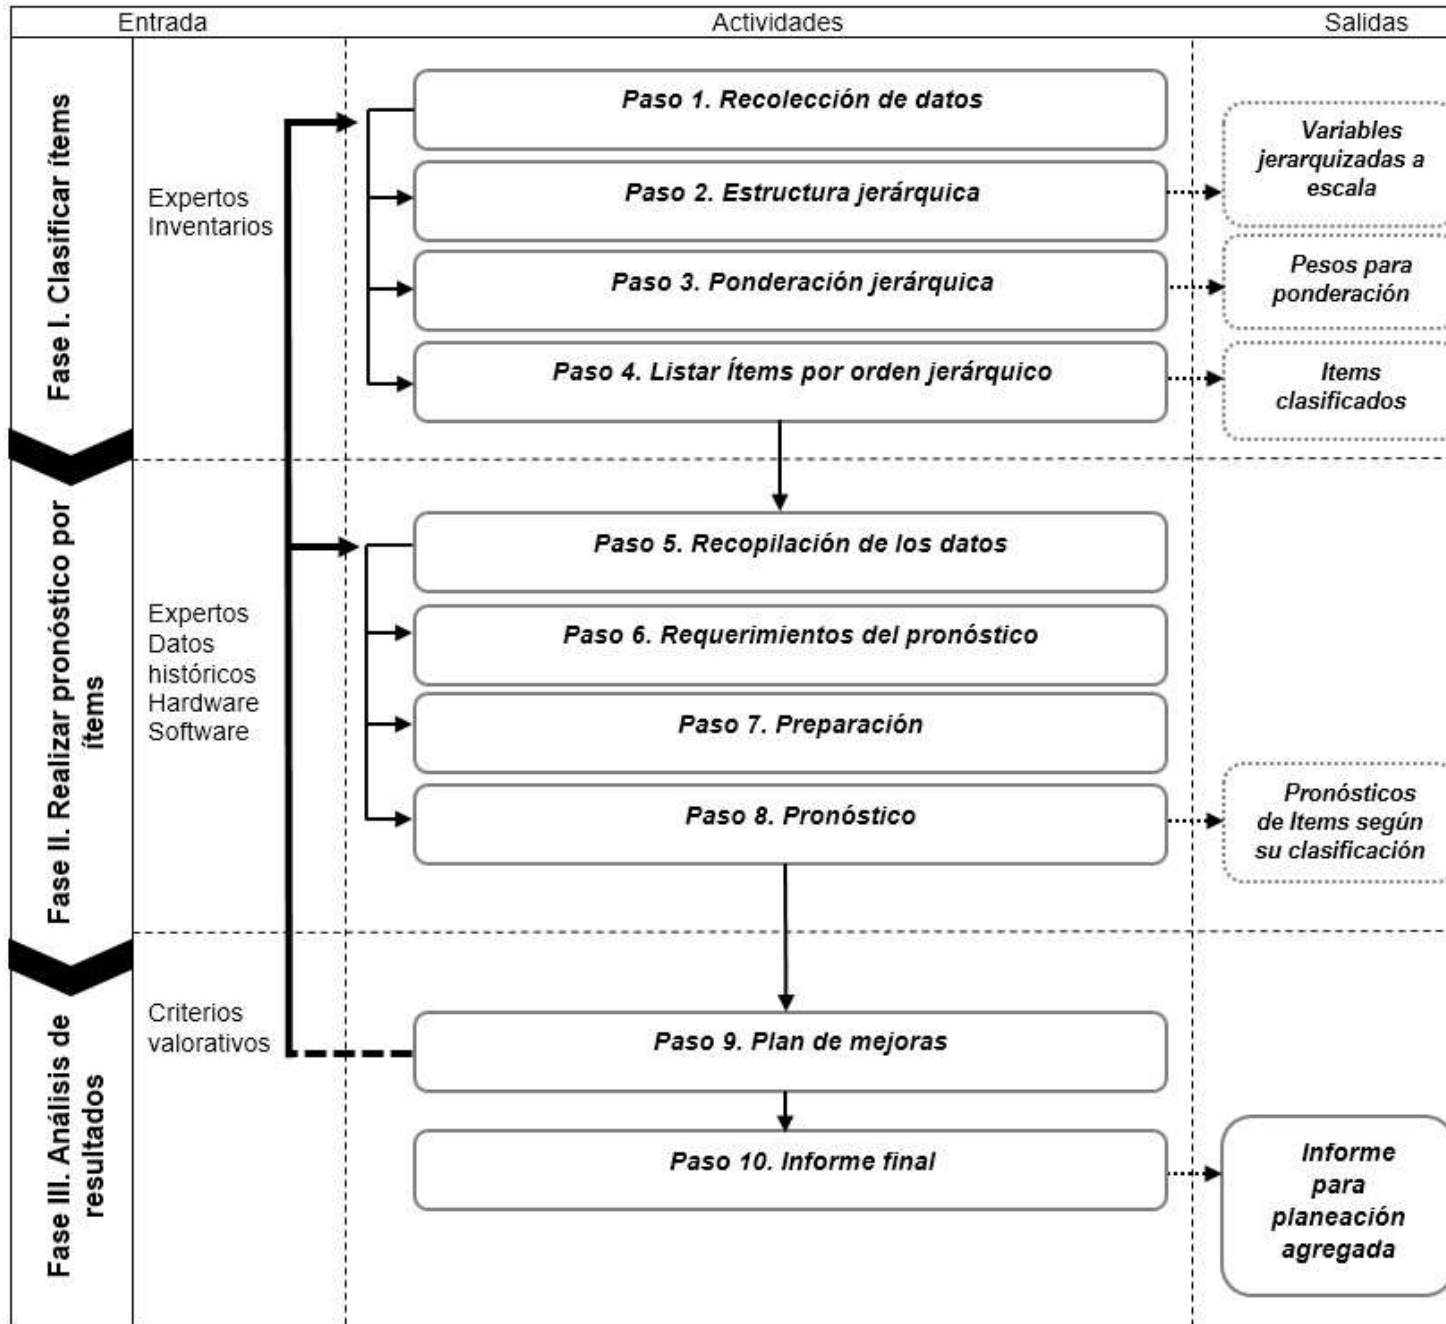 Entrada
Actividades
Salidas
Fase I. Clasificar ítems
Expertos
Inventarios
Paso 1. Recolección de datos
Paso 2. Estructura jerárquica
Paso 3. Ponderación jerárquica
Paso 4. Listar Ítems por orden jerárquico
Variables
jerarquizadas a
escala
Pesos para
ponderación
Items
clasificados
Fase II. Realizar pronóstico por
ítems
Expertos
Datos
históricos
Hardware
Software
Paso 5. Recopilación de los datos
Paso 6. Requerimientos del pronóstico
Paso 7. Preparación
Paso 8. Pronóstico
Pronósticos
de Items según
su clasificación
Fase III. Análisis de
resultados
Criterios
valorativos
Paso 9. Plan de mejoras
Paso 10. Informe final
Informe
para
planeación
agregada